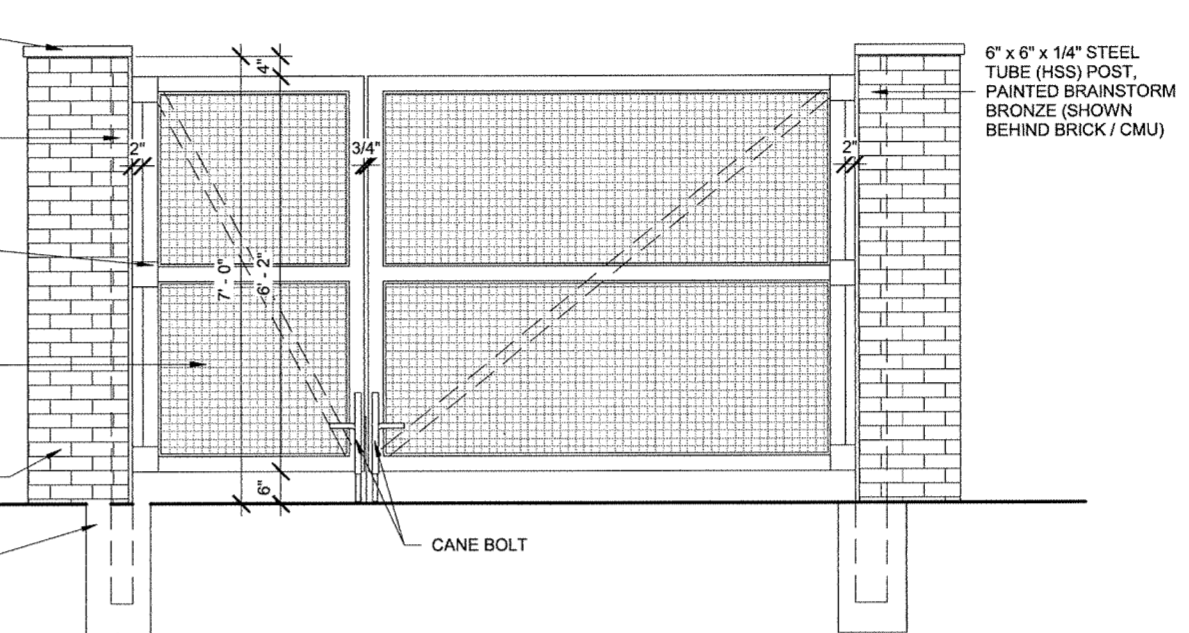 6" x 6" x 1/4" STEEL
TUBE (HSS) POST,
PAINTED BRAINSTORM
BRONZE (SHOWN
BEHIND BRICK / CMU)
4"
2"
3/4"
2"
7' - 0"
6' - 2"
6"
CANE BOLT